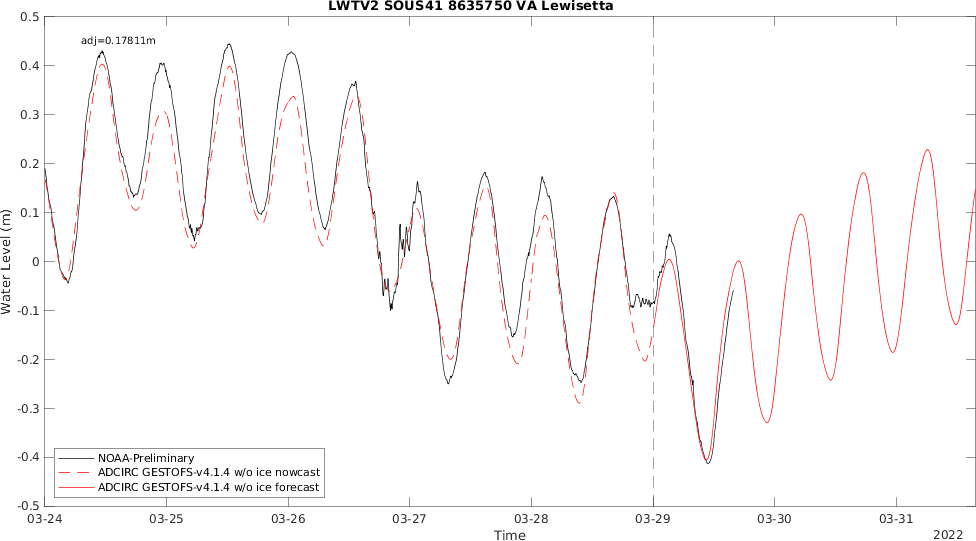 LWTV2 SOUS41 8635750 VA Lewisetta
adj=0.17811m
0.5
0.4
0.3
0.2
0.1
0
-0.1
-0.2
-0.3
-0.4
-0.5
Water Level (m)
NOAA-Preliminary
ADCIRC GESTOFS-v4.1.4 w/o ice nowcast
ADCIRC GESTOFS-v4.1.4 w/o ice forecast
03-24 03-25 03-26 03-27 03-28 03-29 03-30 03-31
Time
2022